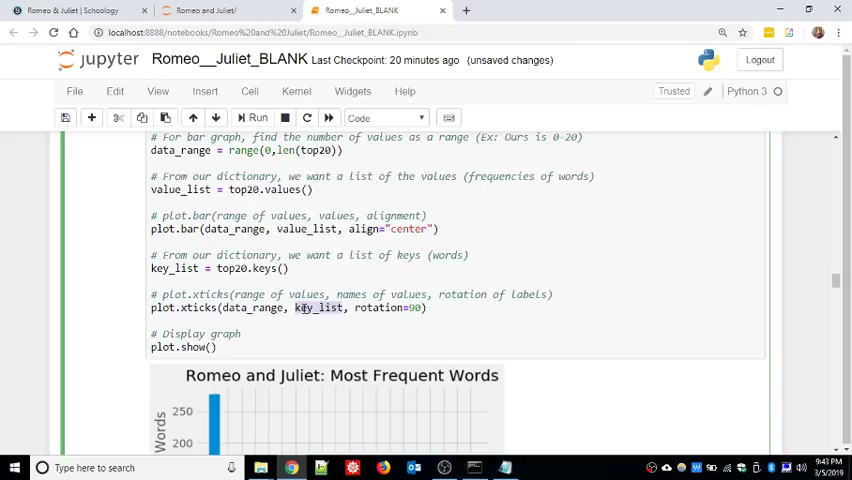 Romeo & Juliet | Schoology
Romeo and Juliet/
Romeo__Juliet_BLANK
localhost:8888/notebooks/Romeo%20and%20Juliet/Romeo__Juliet_BLANK.ipynb
jupyter Romeo__Juliet_BLANK Last Checkpoint: 20 minutes ago (unsaved changes) Logout
File Edit View Insert Cell Kernel Widgets Help Trusted Python 3
Run Code
# For bar graph, find the number of values as a range (Ex: Ours is 0-20)
data_range = range(0,len(top20))
# From our dictionary, we want a list of the values (frequencies of words)
value_list = top20.values()
# plot.bar(range of values, values, alignment)
plot.bar(data_range, value_list, align="center")
# From our dictionary, we want a list of keys (words)
key_list = top20.keys()
# plot.xticks(range of values, names of values, rotation of labels)
plot.xticks(data_range, key_list, rotation=90)
# Display graph
plot.show()
Romeo and Juliet: Most Frequent Words
250
200
Words
Type here to search
9:43 PM
3/5/2019